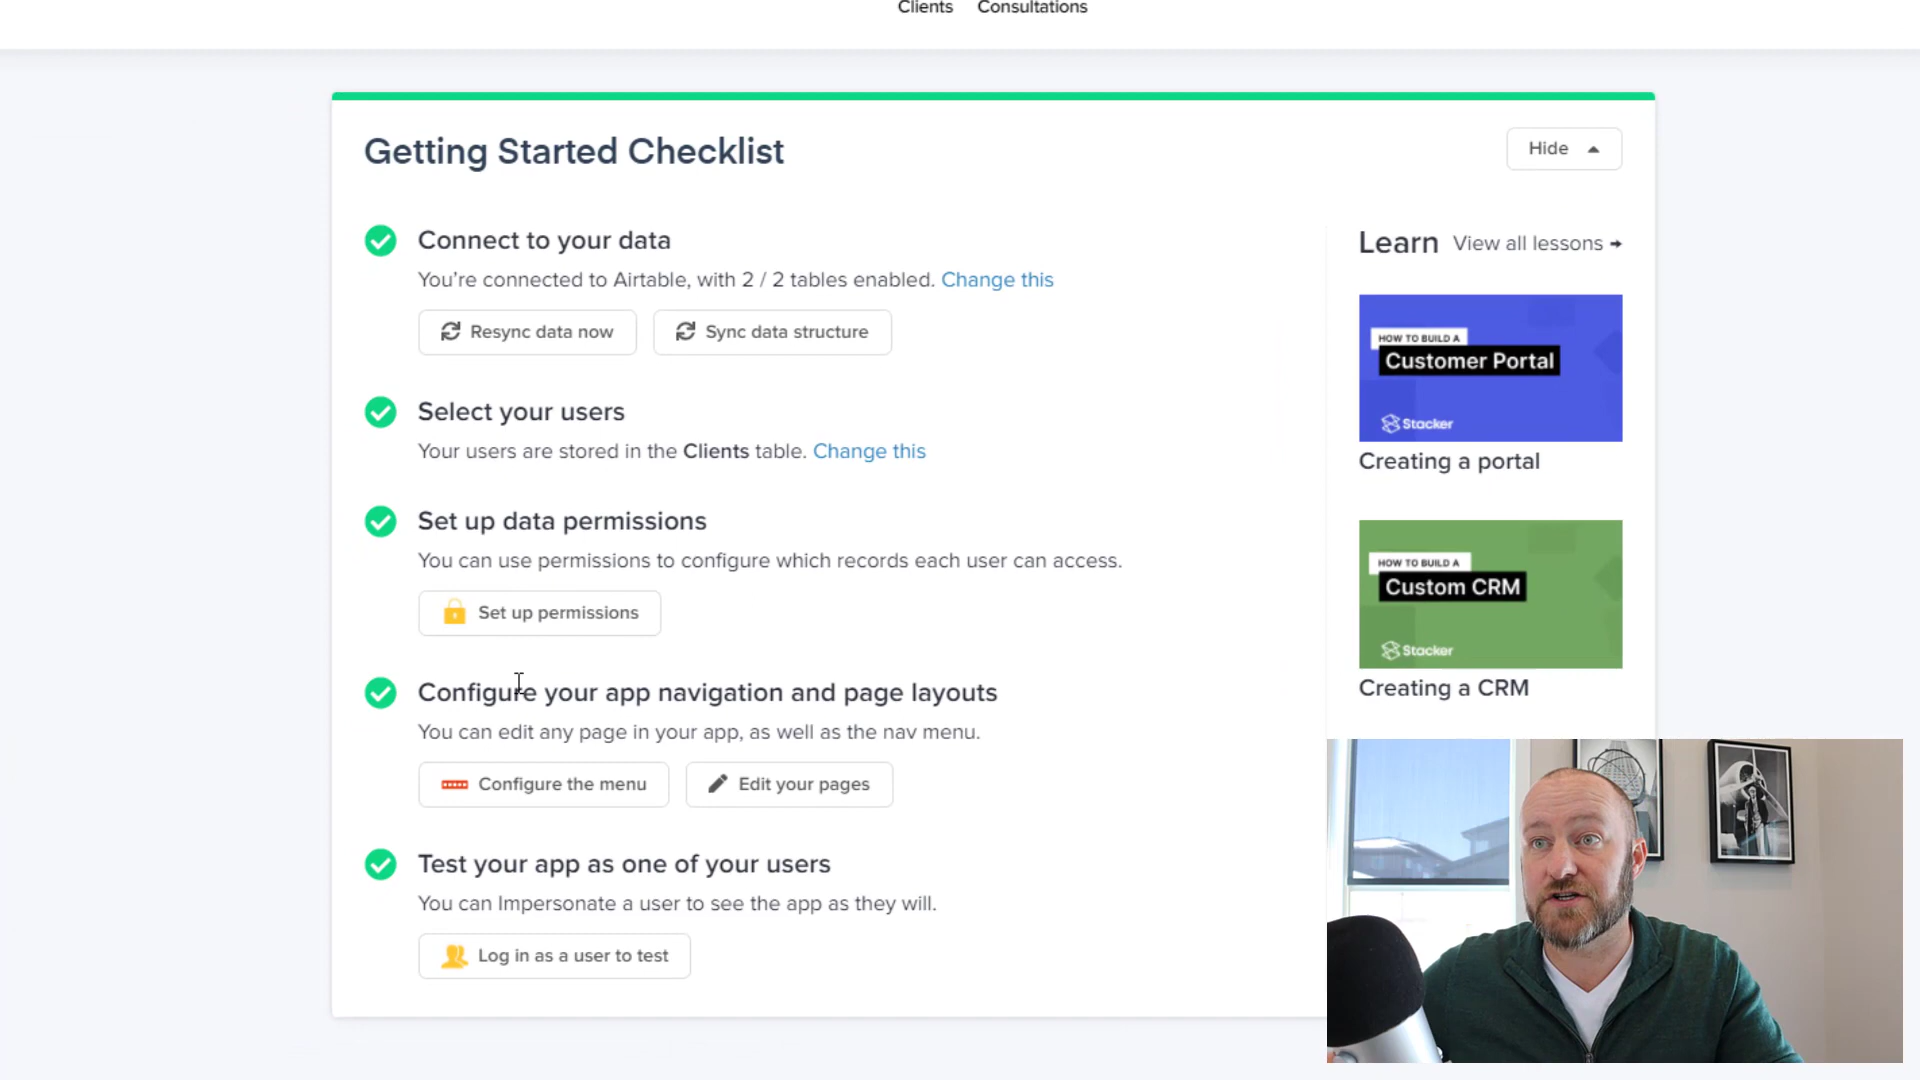 Clients Consultations
Getting Started Checklist
Hide
Connect to your data
You're connected to Airtable, with 2 / 2 tables enabled. Change this
Resync data now
Sync data structure
Select your users
Your users are stored in the Clients table. Change this
Set up data permissions
You can use permissions to configure which records each user can access.
Set up permissions
Configure your app navigation and page layouts
You can edit any page in your app, as well as the nav menu.
Configure the menu
Edit your pages
Test your app as one of your users
You can Impersonate a user to see the app as they will.
Log in as a user to test
Learn View all lessons
HOW TO BUILD A
Customer Portal
Stacker
Creating a portal
HOW TO BUILD A
Custom CRM
Stacker
Creating a CRM